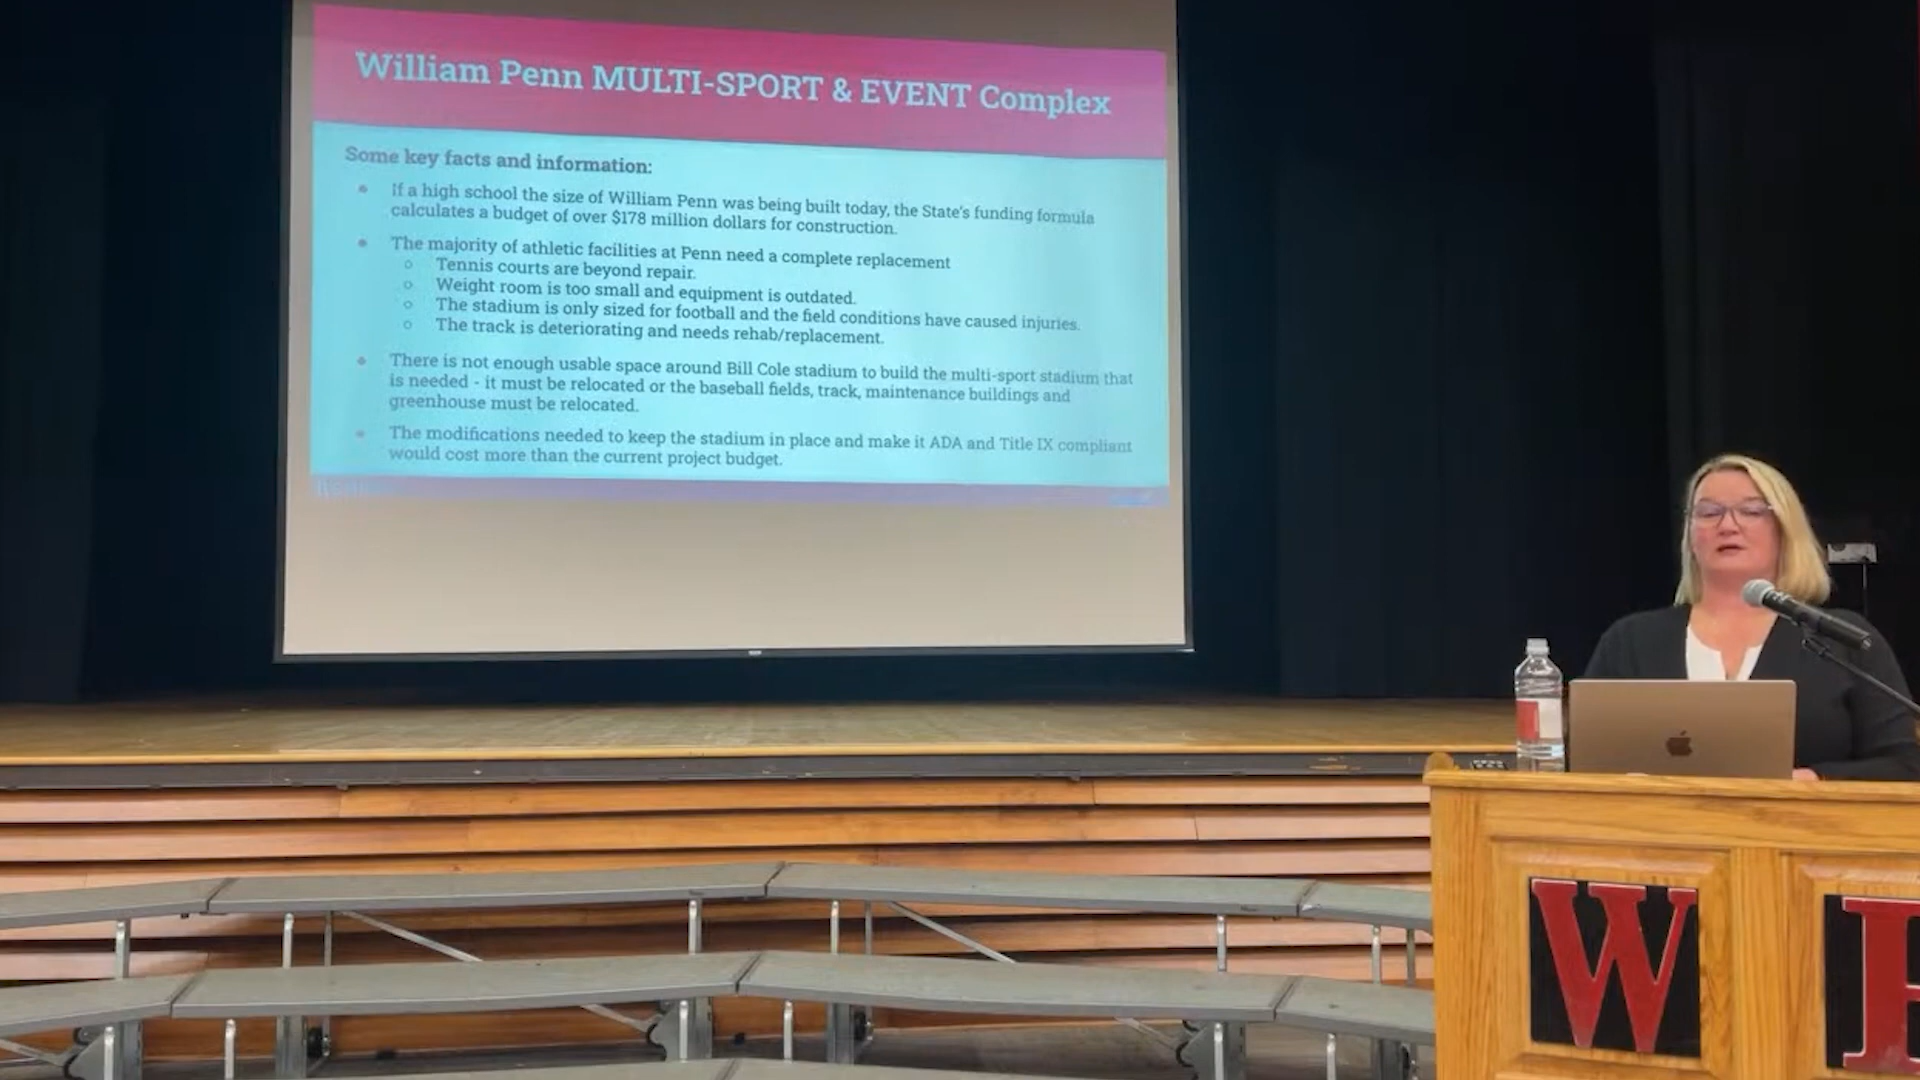 William Penn MULTI-SPORT & EVENT Complex
Some key facts and information:
If a high school the size of William Penn was being built today, the State's funding formula
calculates a budget of over $178 million dollars for construction.
The majority of athletic facilities at Penn need a complete replacement
Tennis courts are beyond repair.
Weight room is too small and equipment is outdated.
The stadium is only sized for football and the field conditions have caused injuries.
The track is deteriorating and needs rehab/replacement.
There is not enough usable space around Bill Cole stadium to build the multi-sport stadium that
is needed - it must be relocated or the baseball fields, track, maintenance buildings and
greenhouse must be relocated.
The modifications needed to keep the stadium in place and make it ADA and Title IX compliant
would cost more than the current project budget.
W